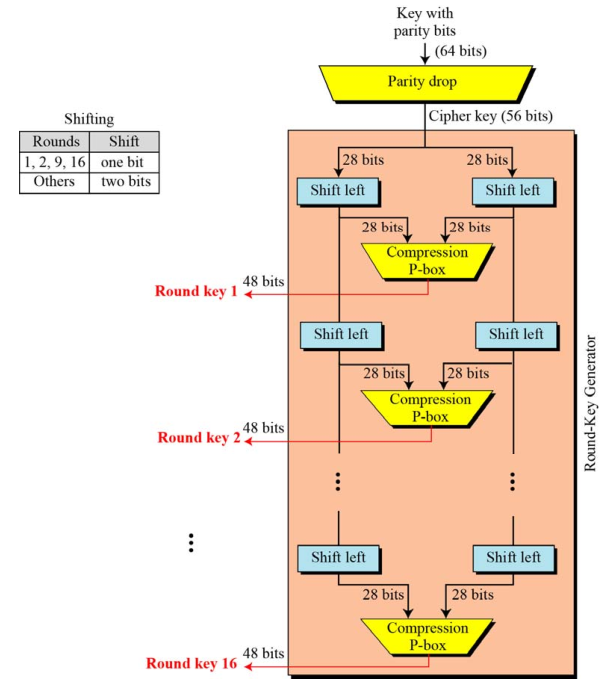 Key with
parity bits
(64 bits)
Parity drop
Cipher key (56 bits)
Shifting
Rounds Shift
1, 2, 9, 16 one bit
Others two bits
28 bits 28 bits
Shift left Shift left
28 bits 28 bits
Compression
P-box
48 bits
Round key 1
Shift left Shift left
28 bits 28 bits
Compression
P-box
48 bits
Round key 2
Round-Key Generator
Shift left Shift left
28 bits 28 bits
Compression
P-box
48 bits
Round key 16